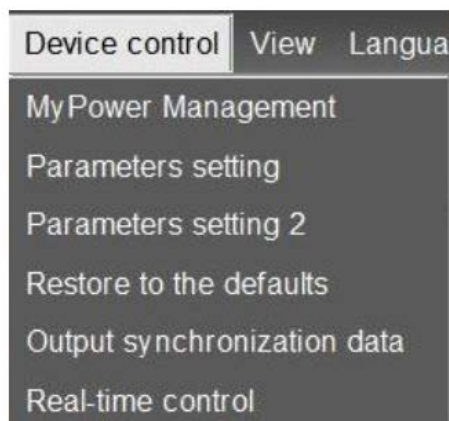 Device control View Langua
MyPower Management
Parameters setting
Parameters setting 2
Restore to the defaults
Output synchronization data
Real-time control